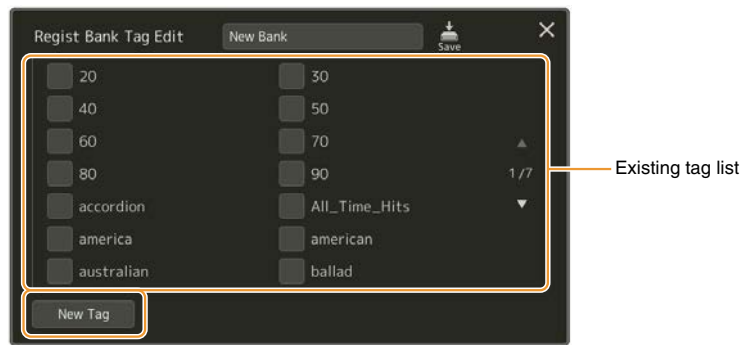 Regist Bank Tag Edit New Bank Save
20 30
40 50
60 70
80 90 1/7
accordion All_Time_Hits
america american
australian ballad
New Tag
Existing tag list